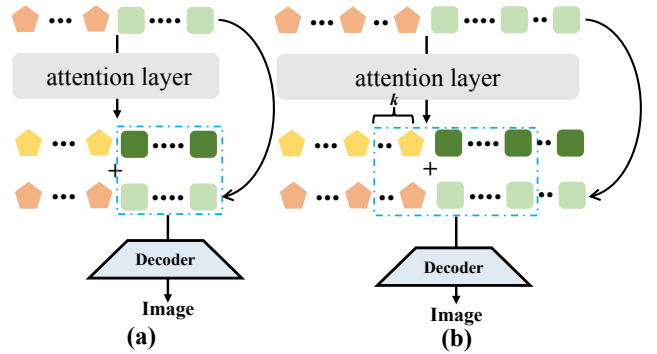 attention layer
+
Decoder
Image
(a)
attention layer
k
+
Decoder
Image
(b)